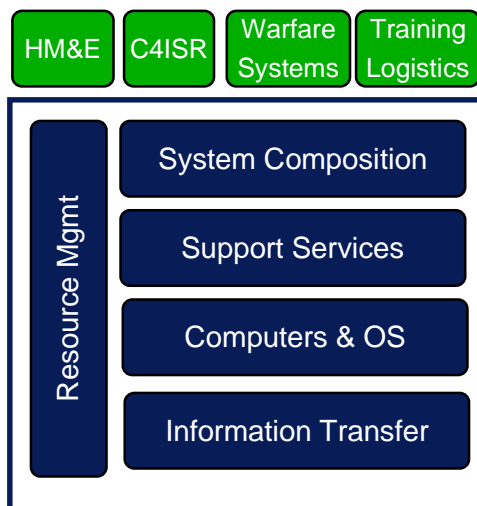 HM&E
C4ISR
Warfare
Systems
Training
Logistics
Resource Mgmt
System Composition
Support Services
Computers & OS
Information Transfer